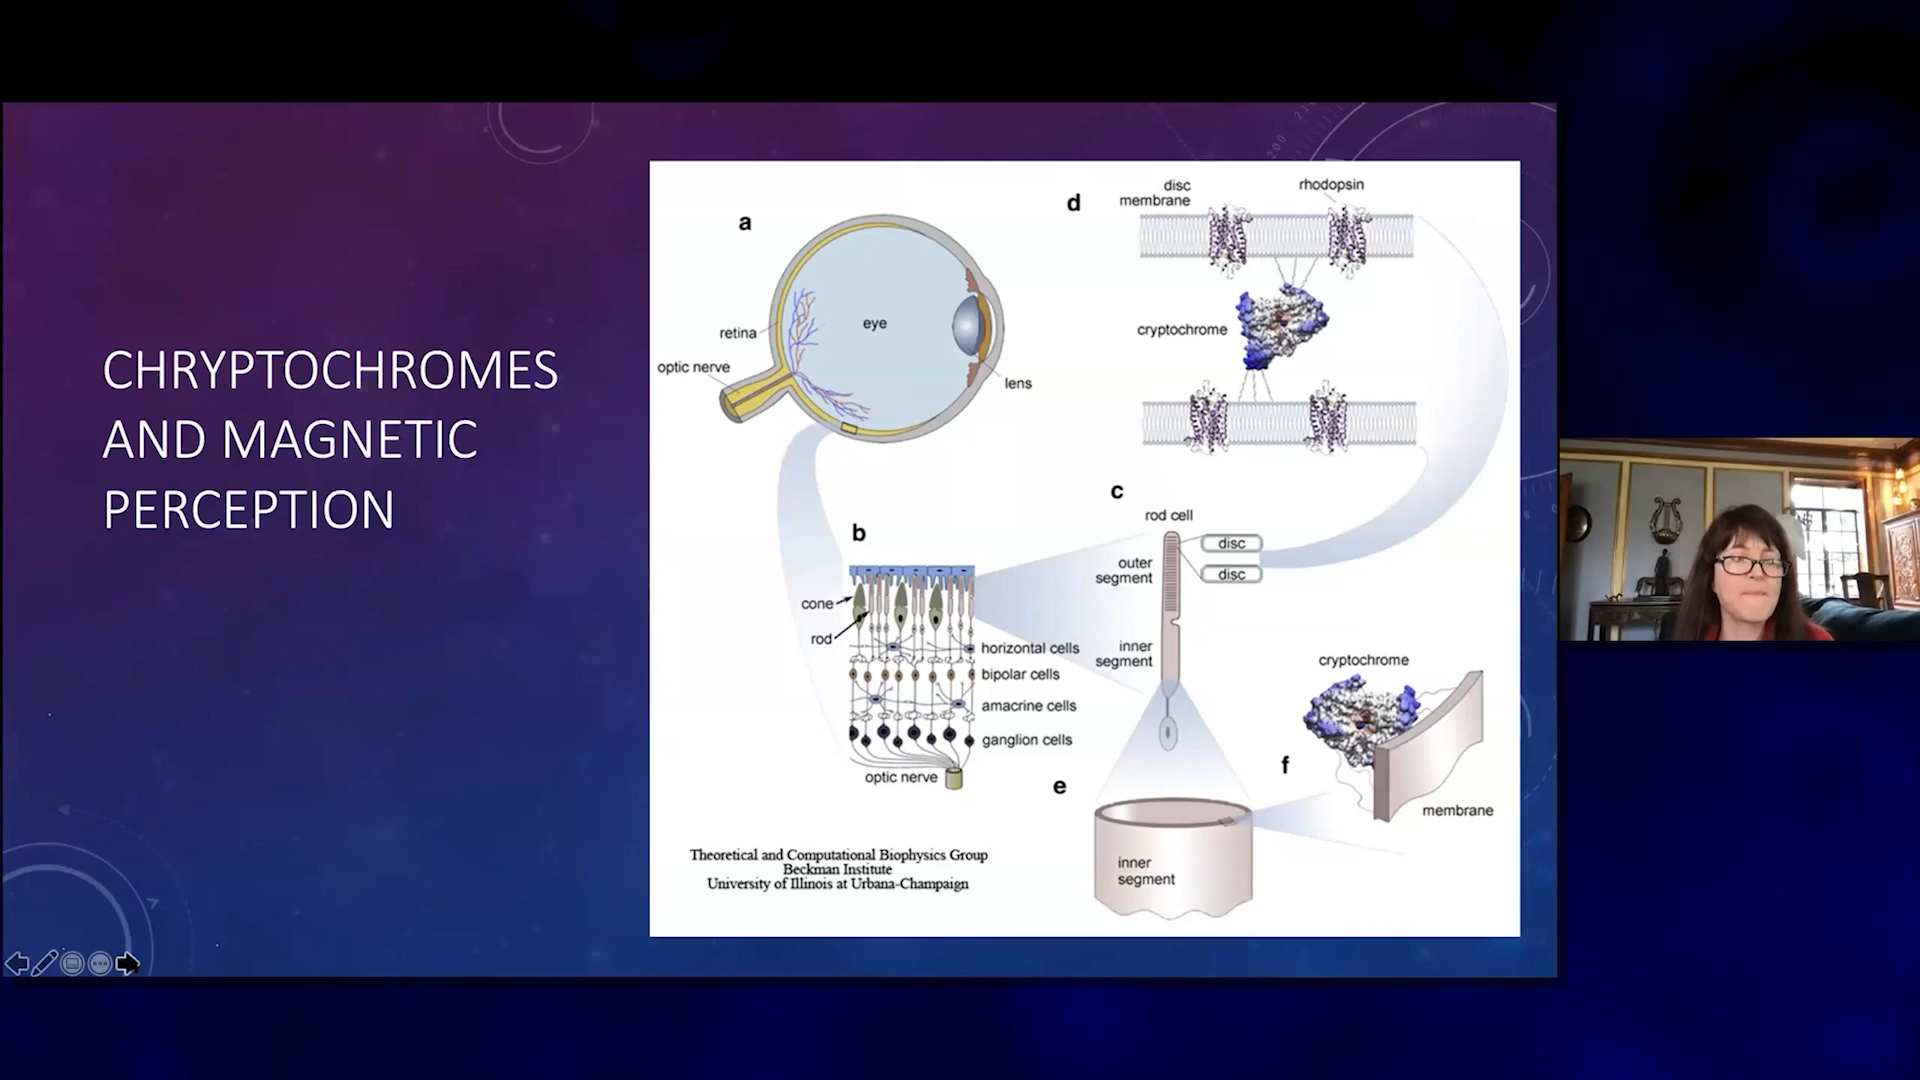 CHRYPTOCHROMES
AND MAGNETIC
PERCEPTION
a
retina
optic nerve
eye
lens
b
cone
rod
horizontal cells
bipolar cells
amacrine cells
ganglion cells
optic nerve
d
disc
membrane
rhodopsin
cryptochrome
c
rod cell
outer
segment
disc
disc
inner
segment
e
inner
segment
f
cryptochrome
membrane
Theoretical and Computational Biophysics Group
Beckman Institute
University of Illinois at Urbana-Champaign